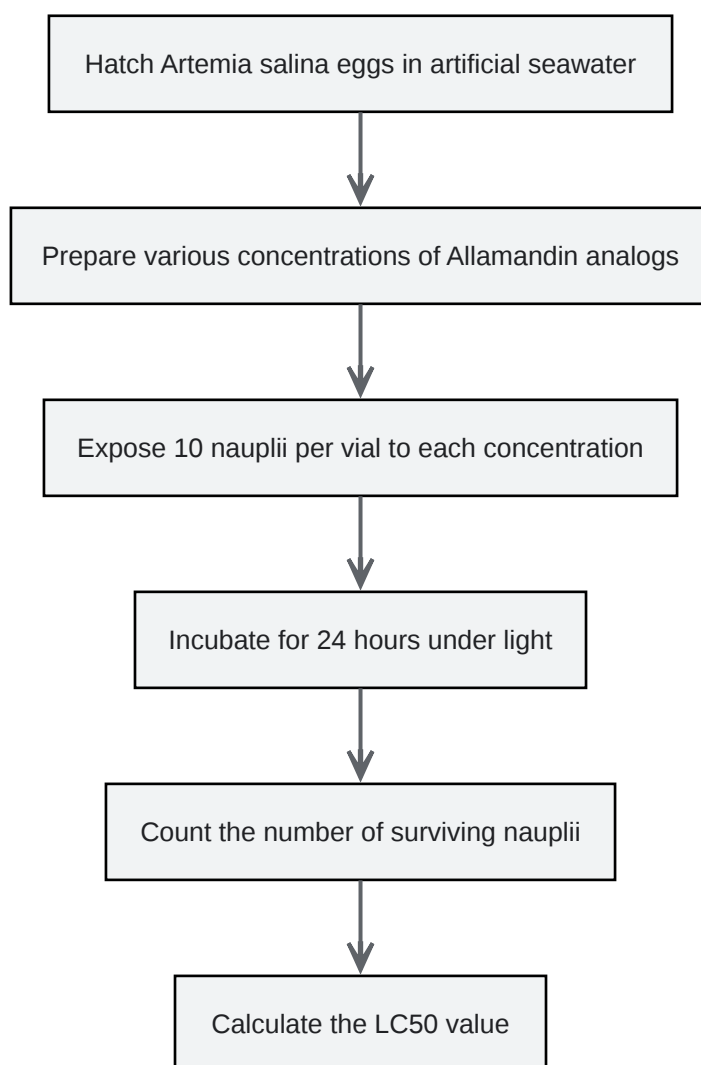 Hatch Artemia salina eggs in artificial seawater
Prepare various concentrations of Allamandin analogs
Expose 10 nauplii per vial to each concentration
Incubate for 24 hours under light
Count the number of surviving nauplii
Calculate the LC50 value